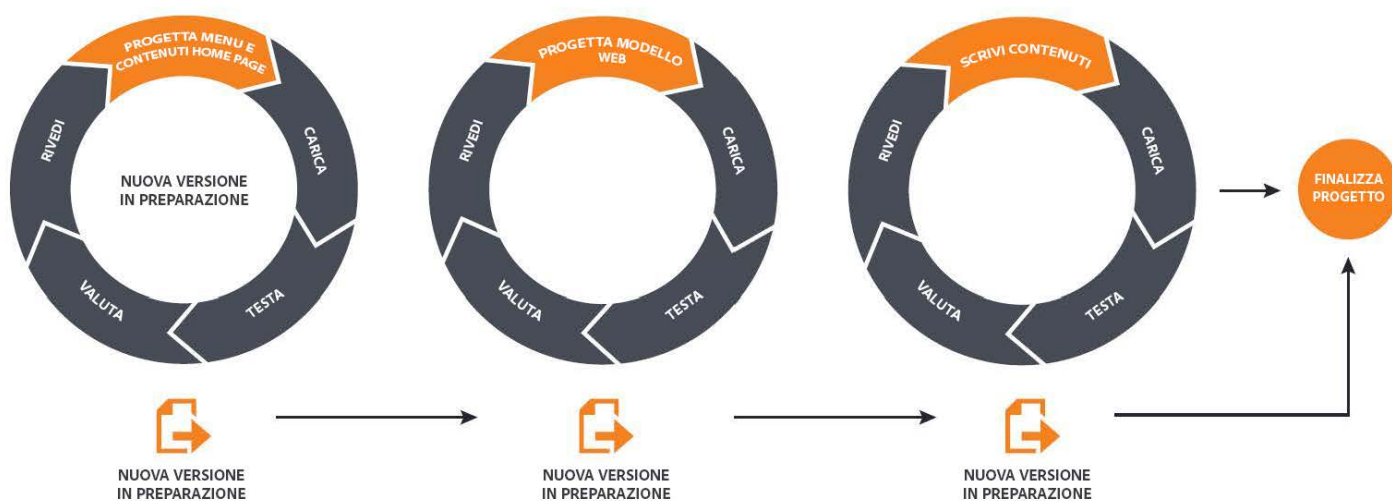 PROGETTA MENU E
CONTENUTI HOME PAGE
CARICA
TESTA
VALUTA
RIVEDI
NUOVA VERSIONE
IN PREPARAZIONE
PROGETTA MODELLO
WEB
CARICA
TESTA
VALUTA
RIVEDI
SCRIVI CONTENUTI
CARICA
TESTA
VALUTA
RIVEDI
FINALIZZA
PROGETTO
NUOVA VERSIONE
IN PREPARAZIONE
NUOVA VERSIONE
IN PREPARAZIONE
NUOVA VERSIONE
IN PREPARAZIONE